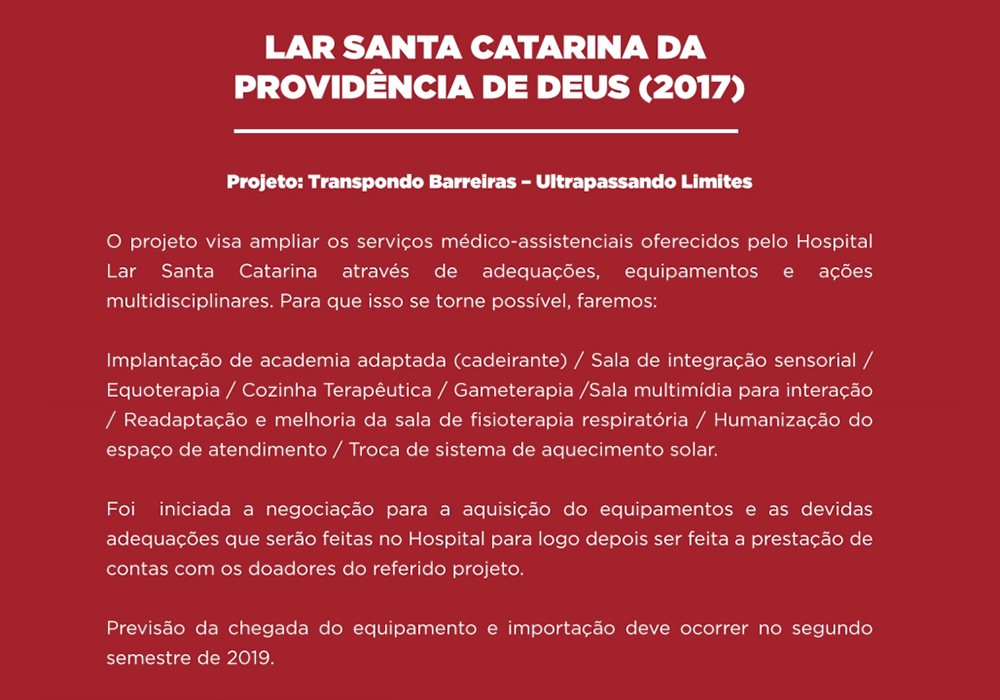 LAR SANTA CATARINA DA
PROVIDÊNCIA DE DEUS (2017)
Projeto: Transpondo Barreiras – Ultrapassando Limites
O projeto visa ampliar os serviços médico-assistenciais oferecidos pelo Hospital
Lar Santa Catarina através de adequações, equipamentos e ações
multidisciplinares. Para que isso se torne possível, faremos:
Implantação de academia adaptada (cadeirante) / Sala de integração sensorial /
Equoterapia / Cozinha Terapêutica / Gameterapia /Sala multimídia para interação
/ Readaptação e melhoria da sala de fisioterapia respiratória / Humanização do
espaço de atendimento / Troca de sistema de aquecimento solar.
Foi  iniciada a negociação para a aquisição do equipamentos e as devidas
adequações que serão feitas no Hospital para logo depois ser feita a prestação de
contas com os doadores do referido projeto.
Previsão da chegada do equipamento e importação deve ocorrer no segundo
semestre de 2019.